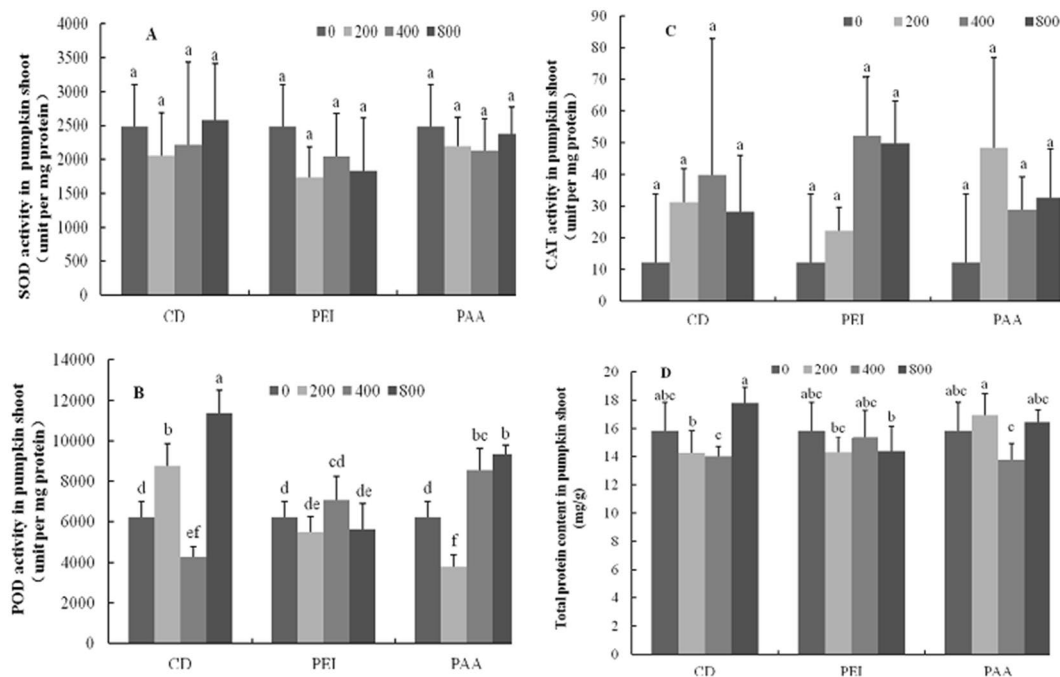 A
0 200 400 800
SOD activity in pumpkin shoot
（unit per mg protein）
4000
3500
3000
2500
2000
1500
1000
500
0
a a a a a a a a a a a a
CD PEI PAA
C
0 200 400 800
CAT activity in pumpkin shoot
（unit per mg protein）
90
80
70
60
50
40
30
20
10
0
a a a a a a a a a a a a
CD PEI PAA
B
0 200 400 800
POD activity in pumpkin shoot
（unit per mg protein）
14000
12000
10000
8000
6000
4000
2000
0
d b ef a d de cd de d f bc b
CD PEI PAA
D
0 200 400 800
Total protein content in pumpkin shoot
(mg/g)
20
18
16
14
12
10
8
6
4
2
0
abc b c a abc bc abc b abc a c abc
CD PEI PAA